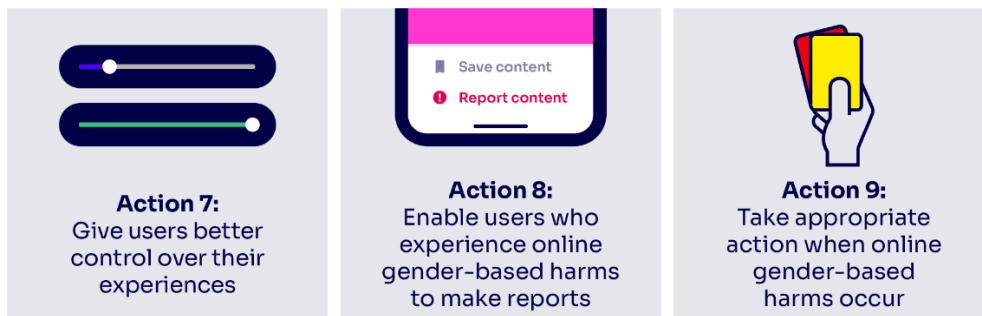 Action 7:
Give users better
control over their
experiences
Save content
Report content
Action 8:
Enable users who
experience online
gender-based harms
to make reports
Action 9:
Take appropriate
action when online
gender-based
harms occur